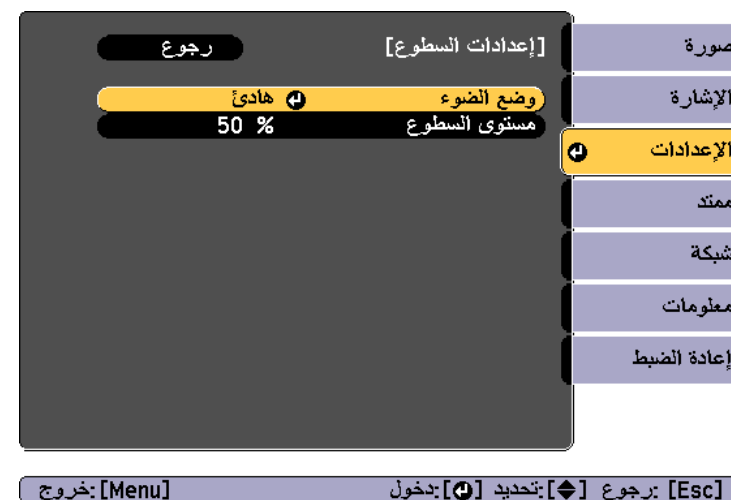 [إعدادات السطوع]
رجوع
وضع الضوء هادئ
مستوى السطوع 50 %
صورة
الإشارة
الإعدادات
ممتد
شبكة
معلومات
إعادة الضبط
[Esc] :رجوع [ ]:تحديد [ ]:دخول [Menu]:خروج